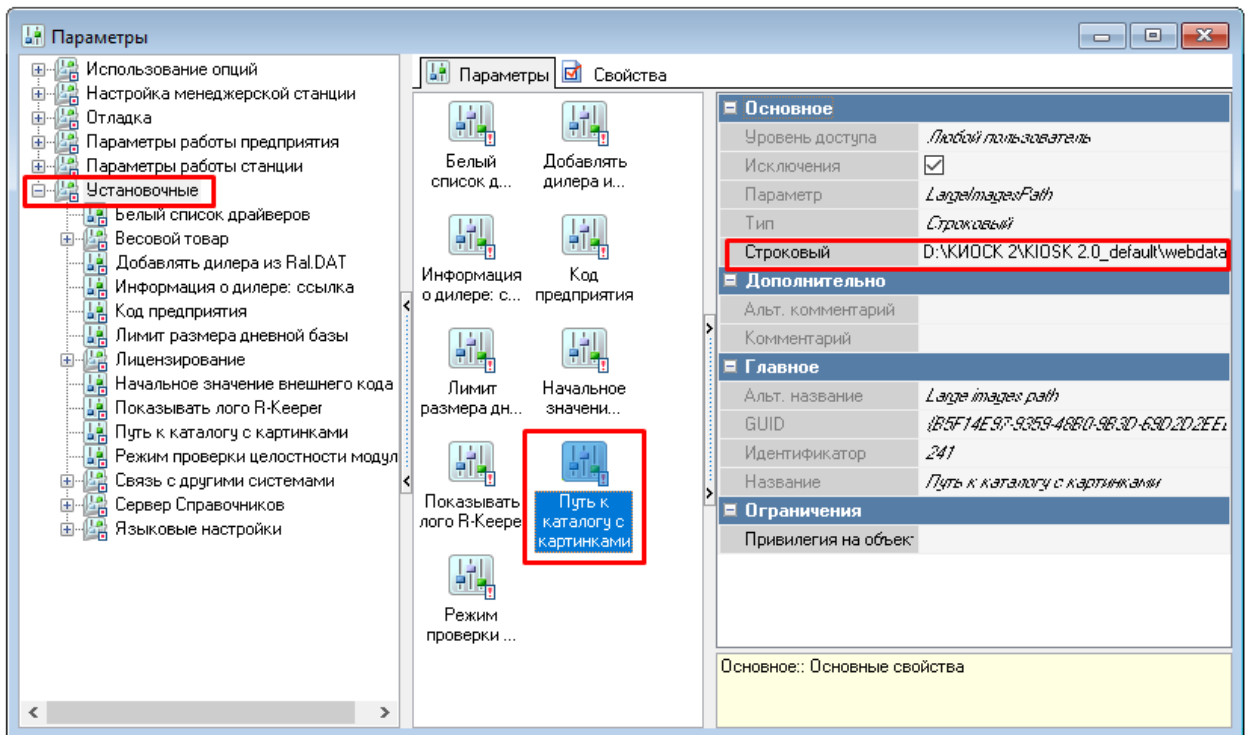 Параметры
Использование опций
Настройка менеджерской станции
Отладка
Параметры работы предприятия
Параметры работы станции
Установочные
Белый список драйверов
Весовой товар
Добавлять дилера из Ral.DAT
Информация о дилере: ссылка
Код предприятия
Лимит размера дневной базы
Лицензирование
Начальное значение внешнего кода
Показывать лого R-Keeper
Путь к каталогу с картинками
Режим проверки целостности модул
Связь с другими системами
Сервер Справочников
Языковые настройки
Параметры Свойства
Белый
список д...
Добавлять
дилера и...
Информация
о дилере: с...
Код
предприятия
Лимит
размера дн...
Начальное
значени...
Показывать
лого R-Keepe
Путь к
каталогу с
картинками
Режим
проверки ...
Основное
Уровень доступа Любой пользователь
Исключения
Параметр LargeImagesPath
Тип Строковый
Строковый D:\КИОСК 2\KIOSK 2.0_default\webdata
Дополнительно
Альт. комментарий
Комментарий
Главное
Альт. название Large images path
GUID {B5F14E97-9359-48B0-9B3D-69D2D2EE
Идентификатор 241
Название Путь к каталогу с картинками
Ограничения
Привилегия на объек
Основное:: Основные свойства